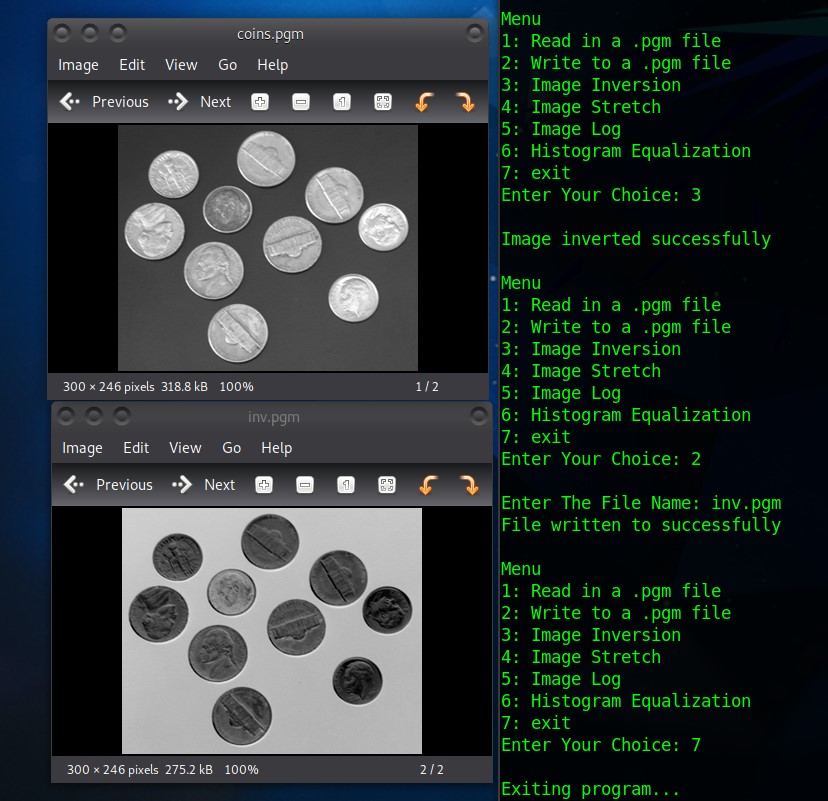 coins.pgm
Image Edit View Go Help
Previous Next
300 × 246 pixels 318.8 kB 100% 1 / 2
inv.pgm
Image Edit View Go Help
Previous Next
300 × 246 pixels 275.2 kB 100% 2 / 2
Menu
1: Read in a .pgm file
2: Write to a .pgm file
3: Image Inversion
4: Image Stretch
5: Image Log
6: Histogram Equalization
7: exit
Enter Your Choice: 3
Image inverted successfully
Menu
1: Read in a .pgm file
2: Write to a .pgm file
3: Image Inversion
4: Image Stretch
5: Image Log
6: Histogram Equalization
7: exit
Enter Your Choice: 2
Enter The File Name: inv.pgm
File written to successfully
Menu
1: Read in a .pgm file
2: Write to a .pgm file
3: Image Inversion
4: Image Stretch
5: Image Log
6: Histogram Equalization
7: exit
Enter Your Choice: 7
Exiting program...